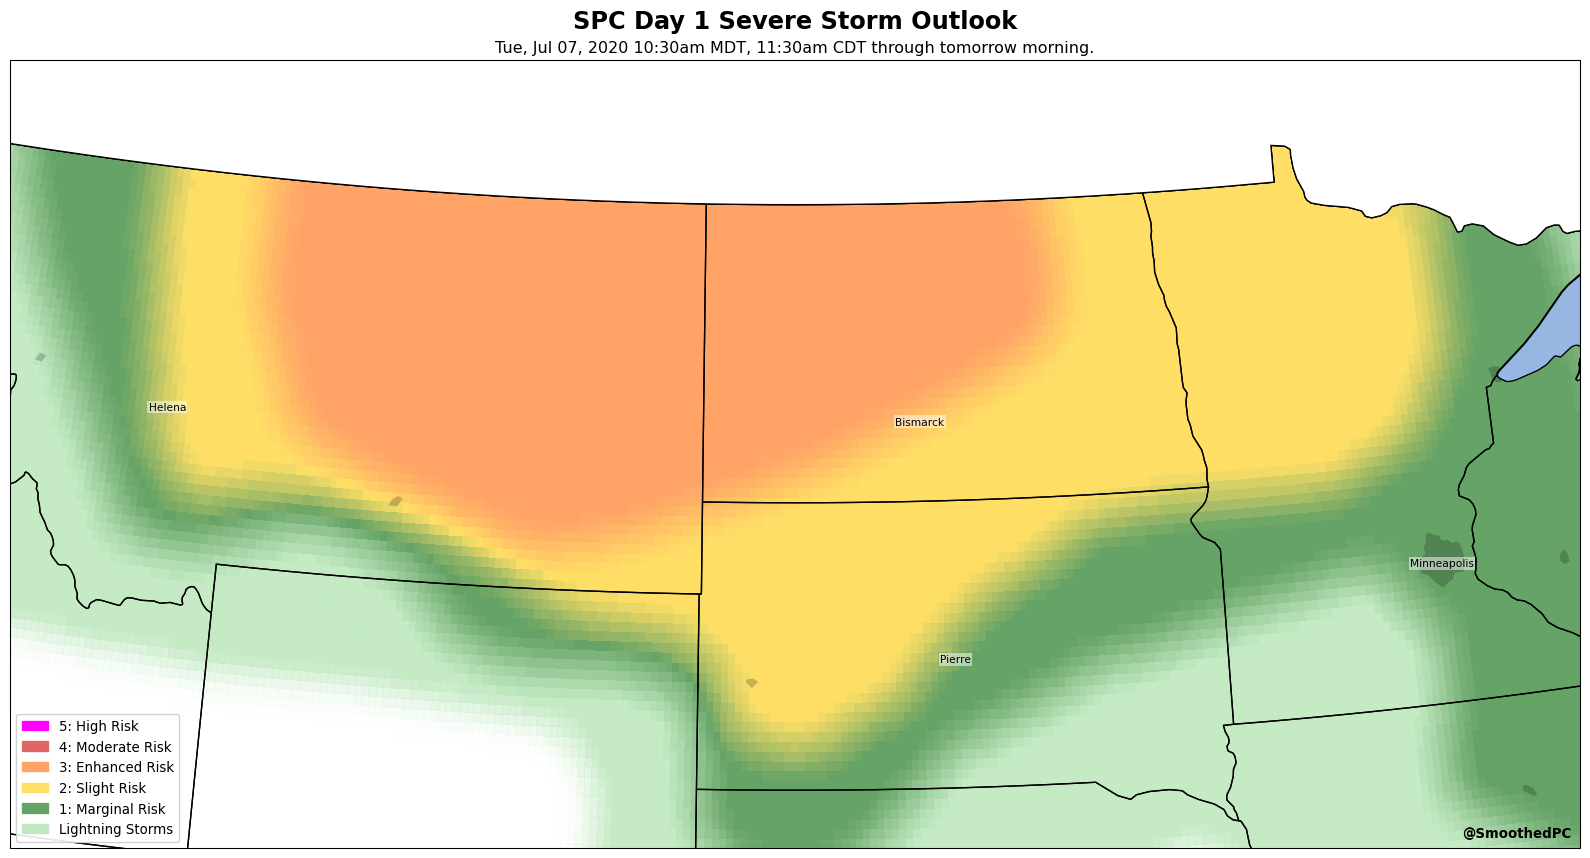 SPC Day 1 Severe Storm Outlook
Tue, Jul 07, 2020 10:30am MDT, 11:30am CDT through tomorrow morning.
Helena
Bismarck
Minneapolis
Pierre
5: High Risk
4: Moderate Risk
3: Enhanced Risk
2: Slight Risk
1: Marginal Risk
Lightning Storms
@SmoothedPC